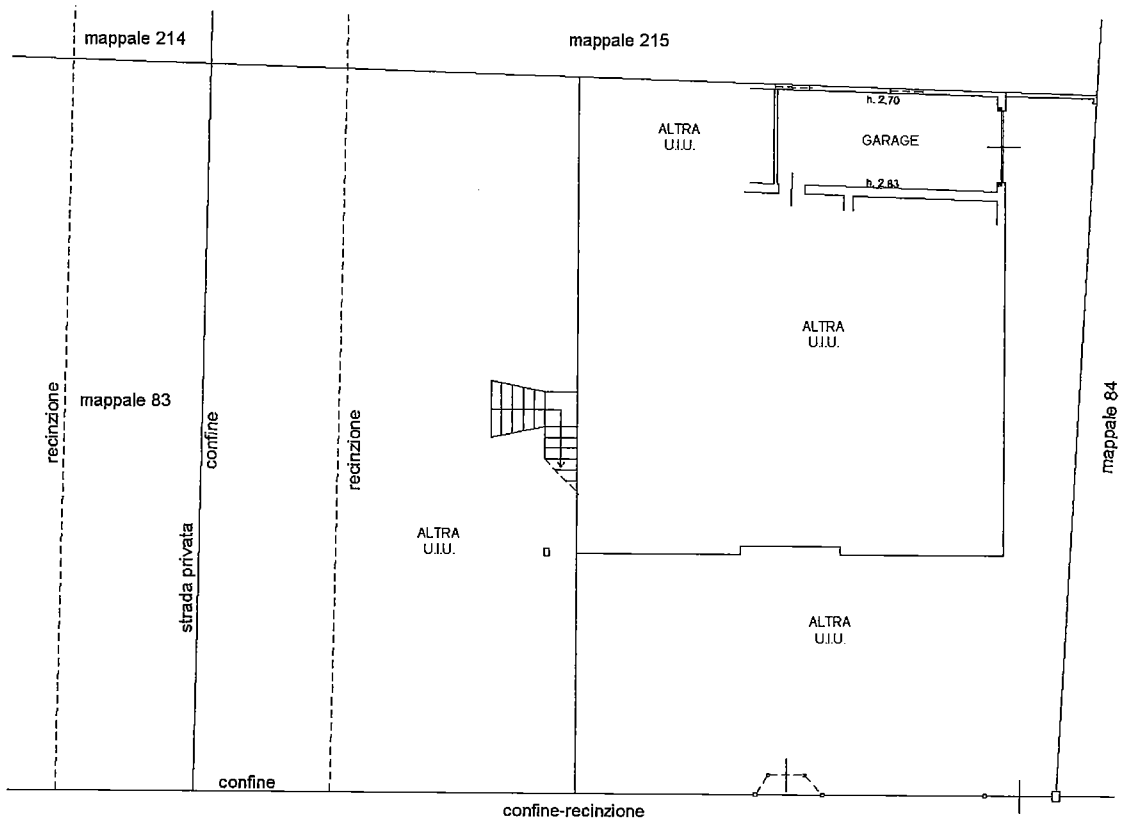 mappale 214
mappale 215
h. 2,70
ALTRA
U.I.U.
GARAGE
h. 2,83
ALTRA
U.I.U.
recinzione
mappale 83
confine
recinzione
mappale 84
ALTRA
U.I.U.
strada privata
ALTRA
U.I.U.
confine
confine-recinzione